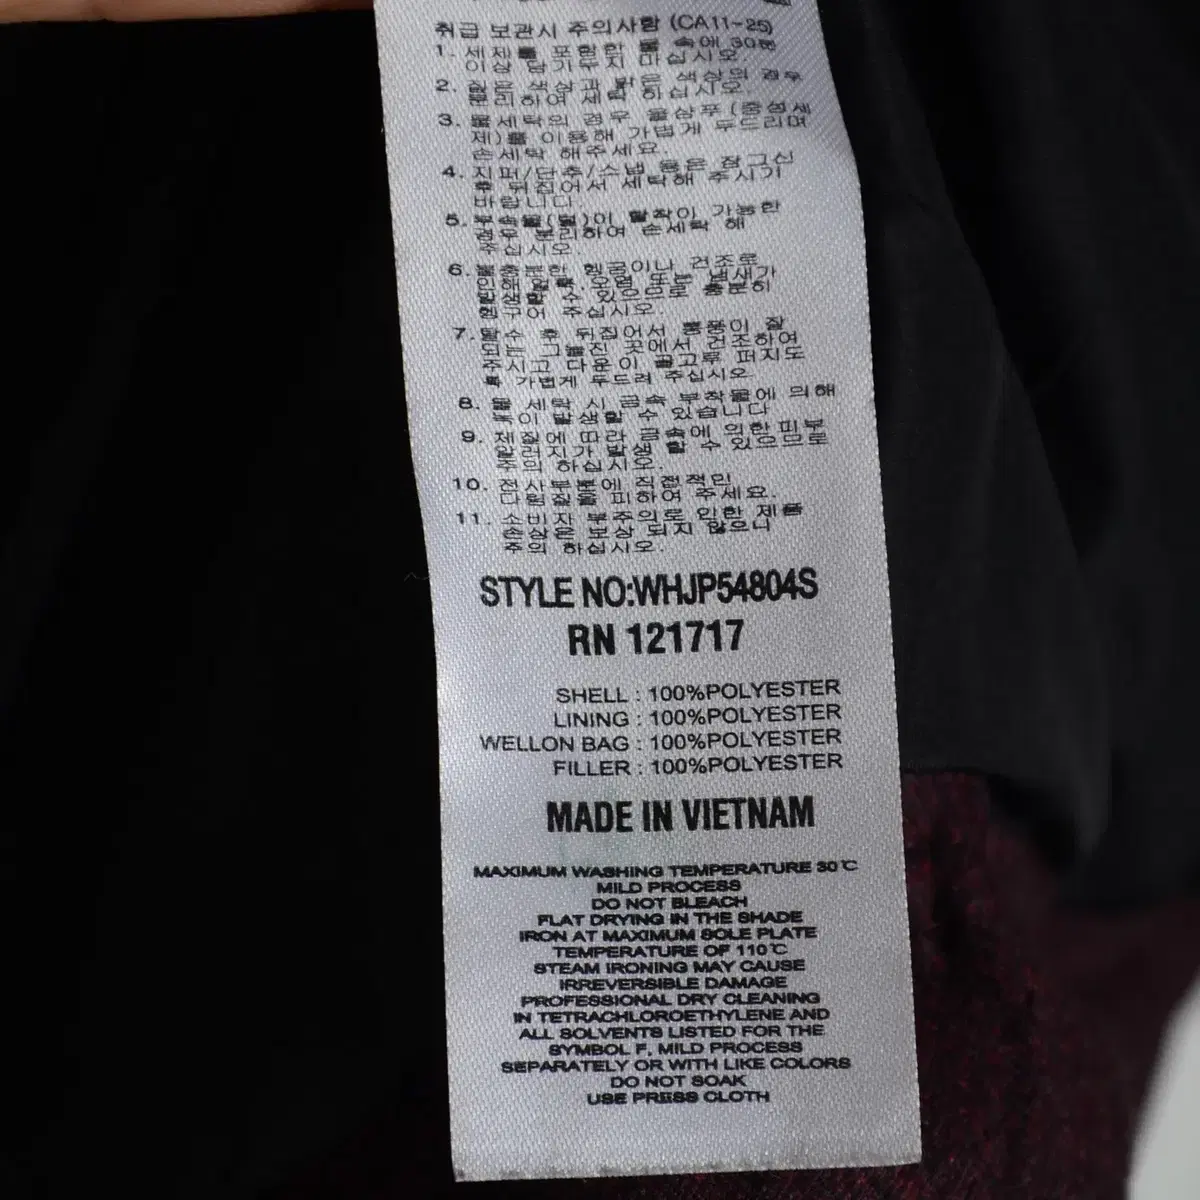 취급 보관시 주의사항 (CA11-25)
1. 세제를 포함한 물 속에 30분
이상 담기두지 마십시오.
2. 짙은 색상과 밝은 색상의 경우
분리하여 세탁 하십시오.
3. 물세탁의 경우 울샴푸(중성세
제)를 이용해 가볍게 두드리며
손세탁 해주세요.
4. 지퍼/단추/스냅 등은 잠그신
후 뒤집어서 세탁해 주시기
바랍니다.
5. 부속물(털)이 탈착이 가능한
경우 분리하여 손세탁 해
주십시오.
6. 불충분한 헹굼이나 건조로
인해 얼룩, 오염 또는 냄새가
발생할 수 있으므로 충분히
헹구어 주십시오.
7. 탈수 후 뒤집어서 통풍이 잘
되는 그늘진 곳에서 건조하여
주시고 다운이 골고루 퍼지도
록 가볍게 두드려 주십시오
8. 물 세탁 시 금속 부착물에 의해
녹이 발생할 수 있습니다
9. 체질에 따라 금속에 의한 피부
알러지가 발생 할 수 있으므로
주의 하십시오.
10. 전사부분에 직접적인
다림질을 피하여 주세요.
11. 소비자 부주의로 인한 제품
손상은 보상 되지 않으니
주의 하십시오.
STYLE NO:WHJP54804S
RN 121717
SHELL : 100%POLYESTER
LINING : 100%POLYESTER
WELLON BAG : 100%POLYESTER
FILLER : 100%POLYESTER
MADE IN VIETNAM
MAXIMUM WASHING TEMPERATURE 30℃
MILD PROCESS
DO NOT BLEACH
FLAT DRYING IN THE SHADE
IRON AT MAXIMUM SOLE PLATE
TEMPERATURE OF 110℃
STEAM IRONING MAY CAUSE
IRREVERSIBLE DAMAGE
PROFESSIONAL DRY CLEANING
IN TETRACHLOROETHYLENE AND
ALL SOLVENTS LISTED FOR THE
SYMBOL F, MILD PROCESS
SEPARATELY OR WITH LIKE COLORS
DO NOT SOAK
USE PRESS CLOTH